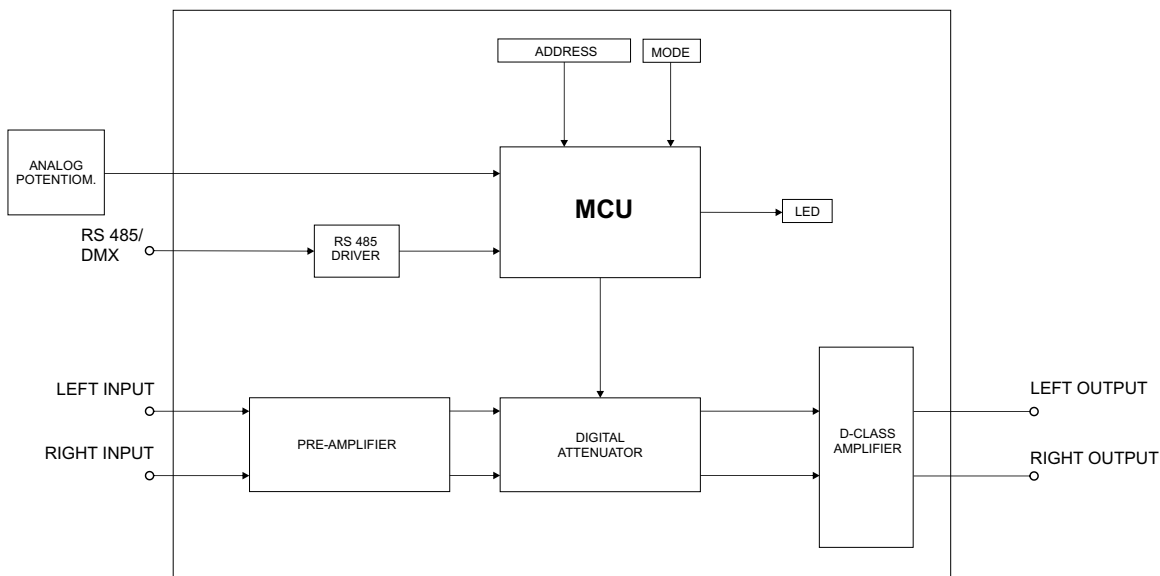 ADDRESS
MODE
ANALOG
POTENTIOM.
MCU
LED
RS 485/
DMX
RS 485
DRIVER
LEFT INPUT
LEFT OUTPUT
PRE-AMPLIFIER
DIGITAL
ATTENUATOR
D-CLASS
AMPLIFIER
RIGHT INPUT
RIGHT OUTPUT